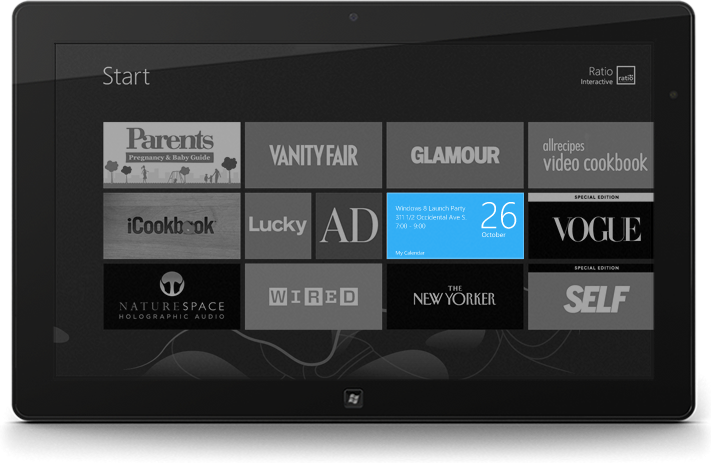 Start
Ratio
Interactive
ratio
Parents
Pregnancy & Baby Guide
VANITY FAIR
GLAMOUR
allrecipes
video cookbook
iCookbook
Lucky
AD
Windows 8 Launch Party
311 1/2 Occidental Ave S.
7:00 - 9:00
26
October
My Calendar
SPECIAL EDITION
VOGUE
NATURESPACE
HOLOGRAPHIC AUDIO
WIRED
THE
NEW YORKER
SPECIAL EDITION
SELF